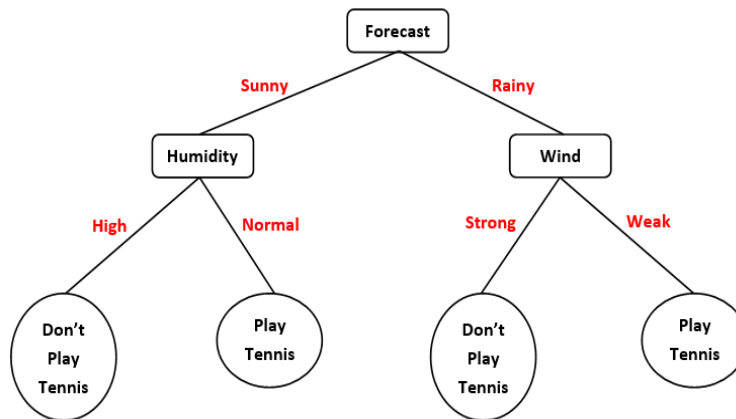 Forecast
Sunny
Rainy
Humidity
Wind
High
Normal
Strong
Weak
Don't
Play
Tennis
Play
Tennis
Don't
Play
Tennis
Play
Tennis